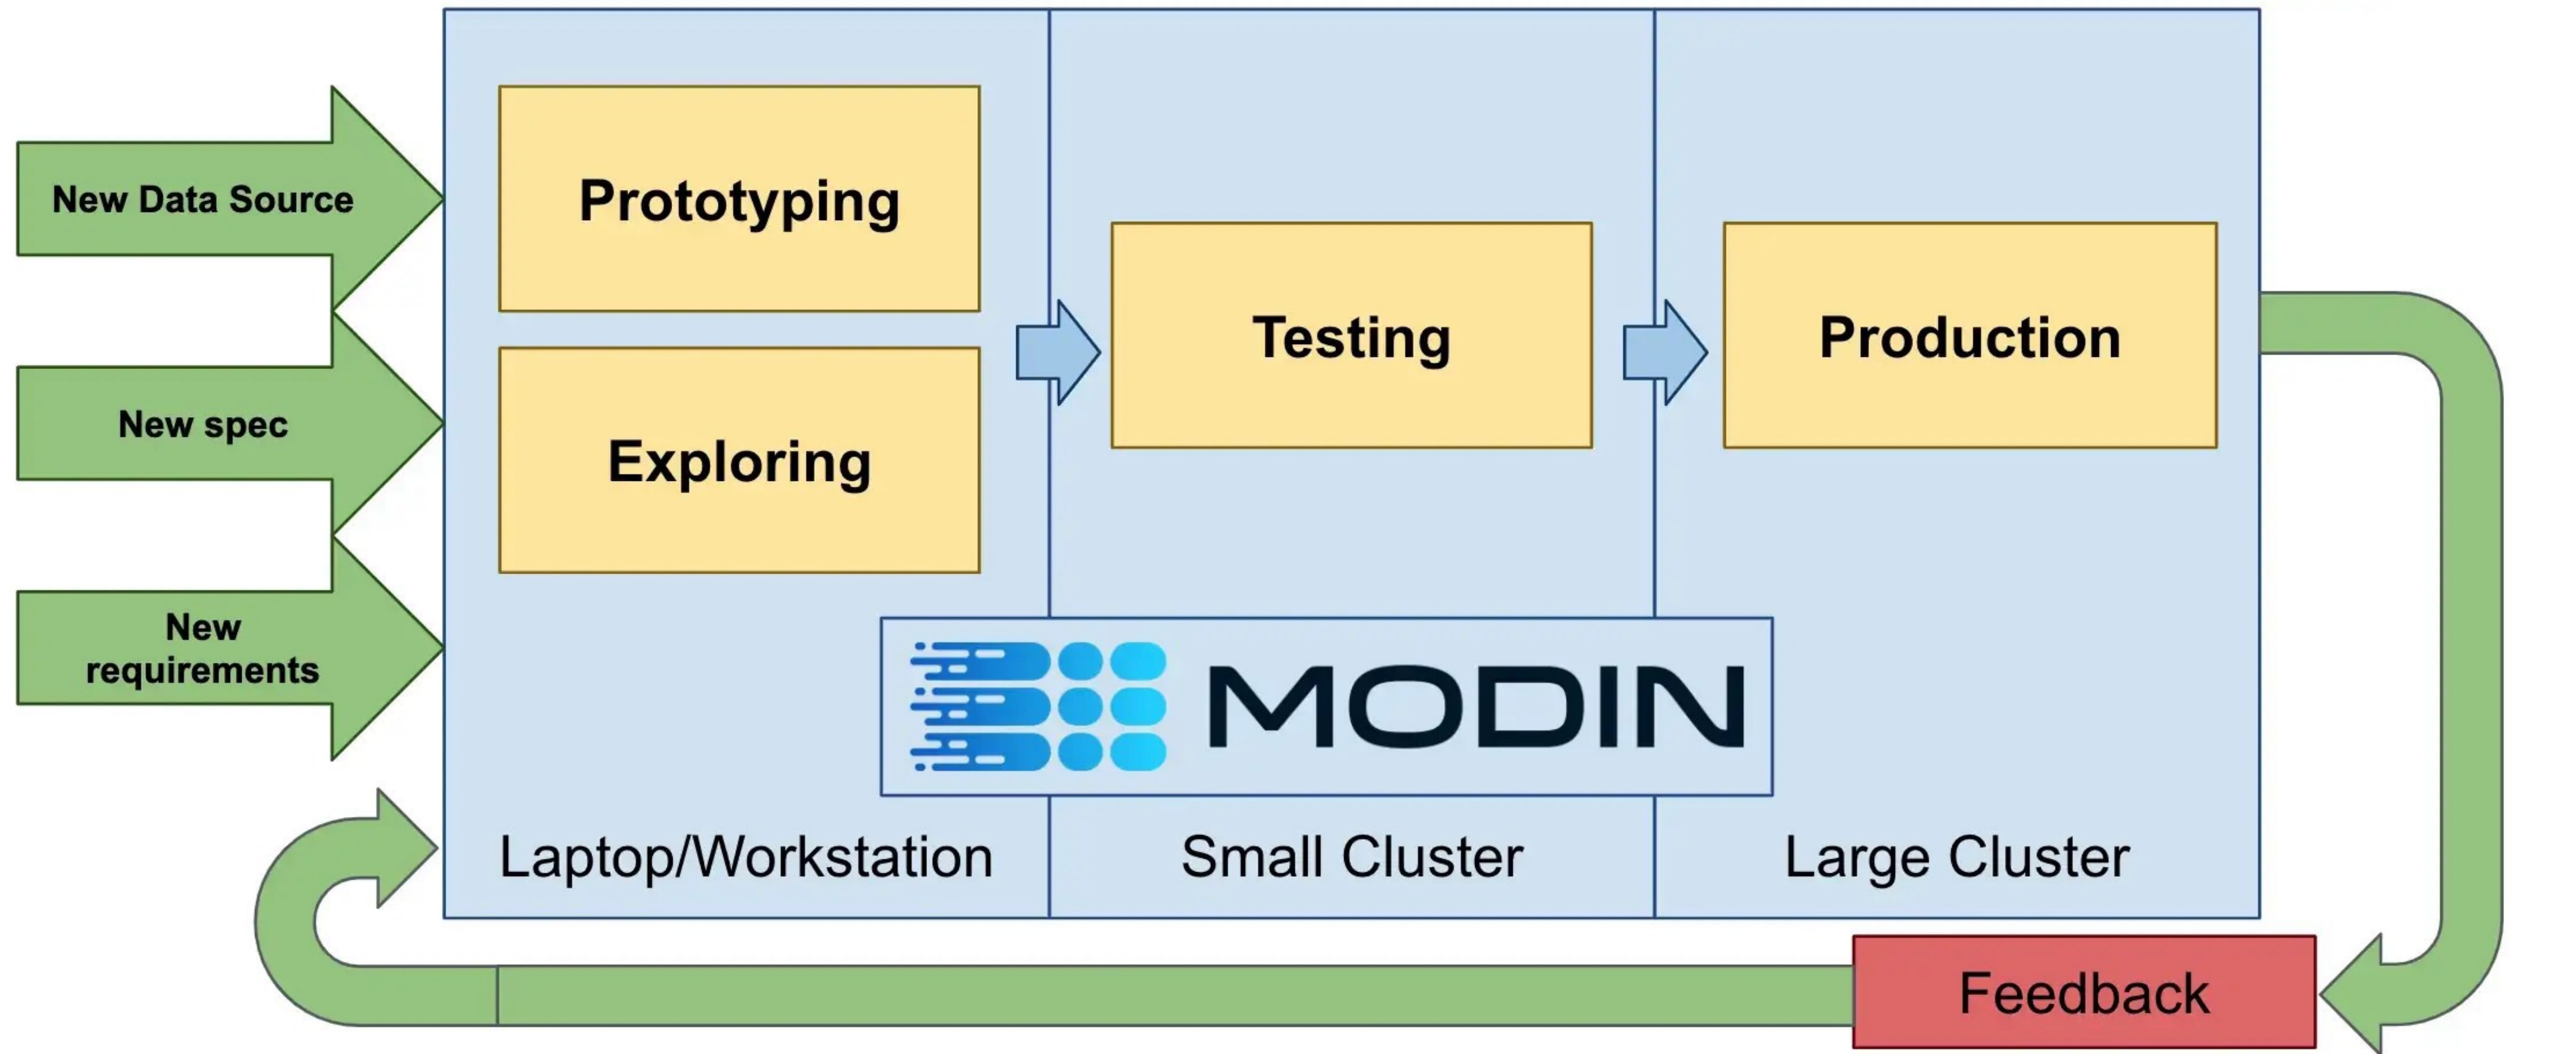 New Data Source
New spec
New
requirements
Prototyping
Exploring
Testing
Production
MODIN
Laptop/Workstation
Small Cluster
Large Cluster
Feedback